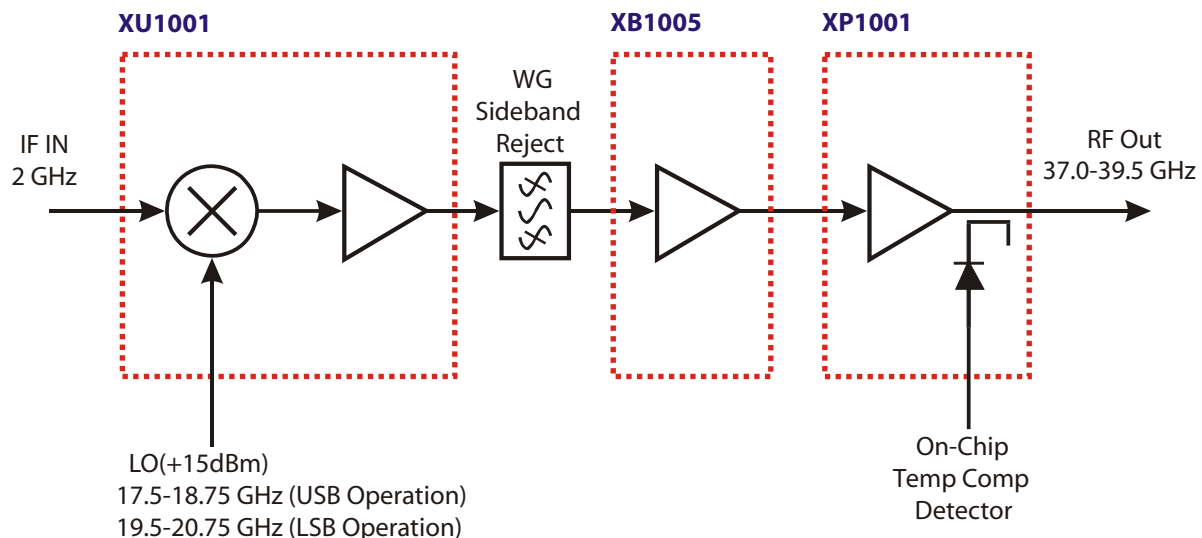 XU1001
XB1005
XP1001
WG
Sideband
Reject
IF IN
2 GHz
RF Out
37.0-39.5 GHz
LO(+15dBm)
17.5-18.75 GHz (USB Operation)
19.5-20.75 GHz (LSB Operation)
On-Chip
Temp Comp
Detector